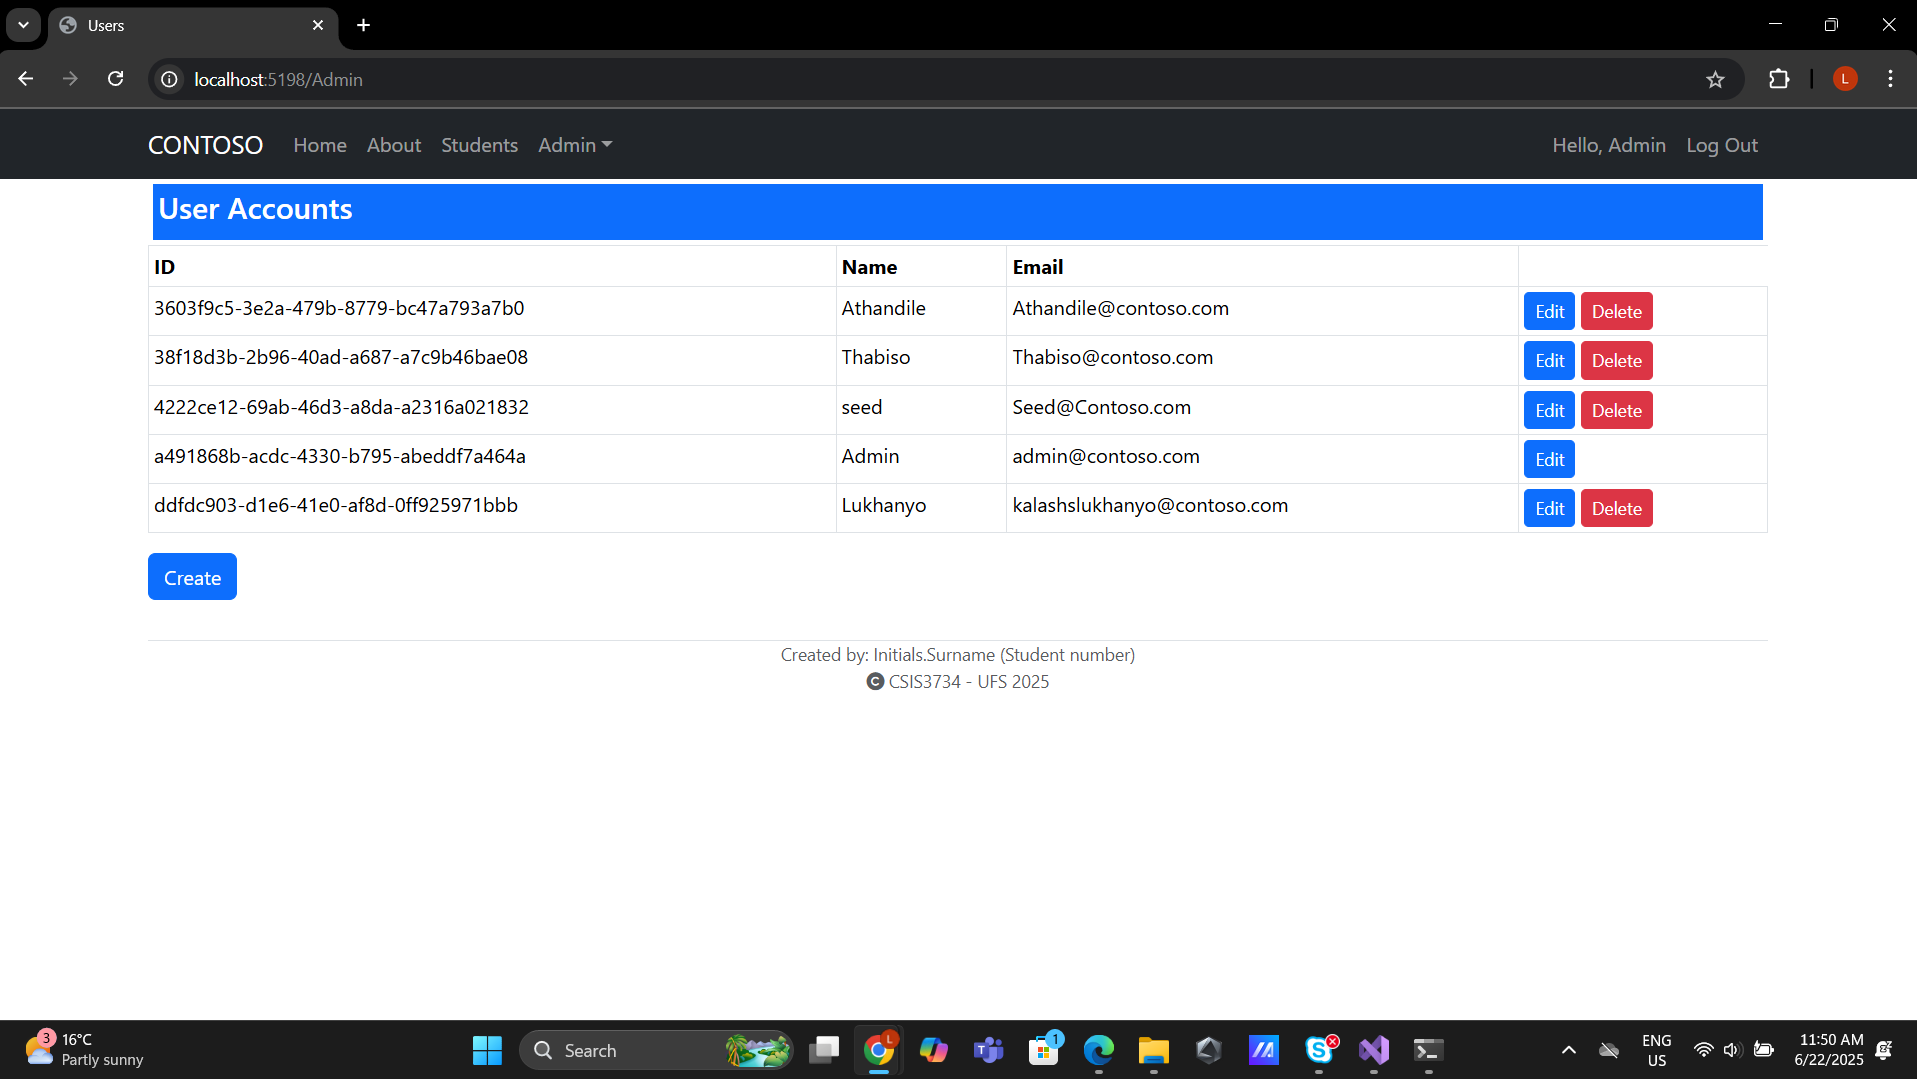 Users
localhost:5198/Admin
L
CONTOSO Home About Students Admin Hello, Admin Log Out
User Accounts
ID Name Email
3603f9c5-3e2a-479b-8779-bc47a793a7b0 Athandile Athandile@contoso.com Edit Delete
38f18d3b-2b96-40ad-a687-a7c9b46bae08 Thabiso Thabiso@contoso.com Edit Delete
4222ce12-69ab-46d3-a8da-a2316a021832 seed Seed@Contoso.com Edit Delete
a491868b-acdc-4330-b795-abeddf7a464a Admin admin@contoso.com Edit
ddfdc903-d1e6-41e0-af8d-0ff925971bbb Lukhanyo kalashslukhanyo@contoso.com Edit Delete
Create
Created by: Initials.Surname (Student number)
© CSIS3734 - UFS 2025
3 16°C
Partly sunny
Search
L
1
ENG
US
11:50 AM
6/22/2025